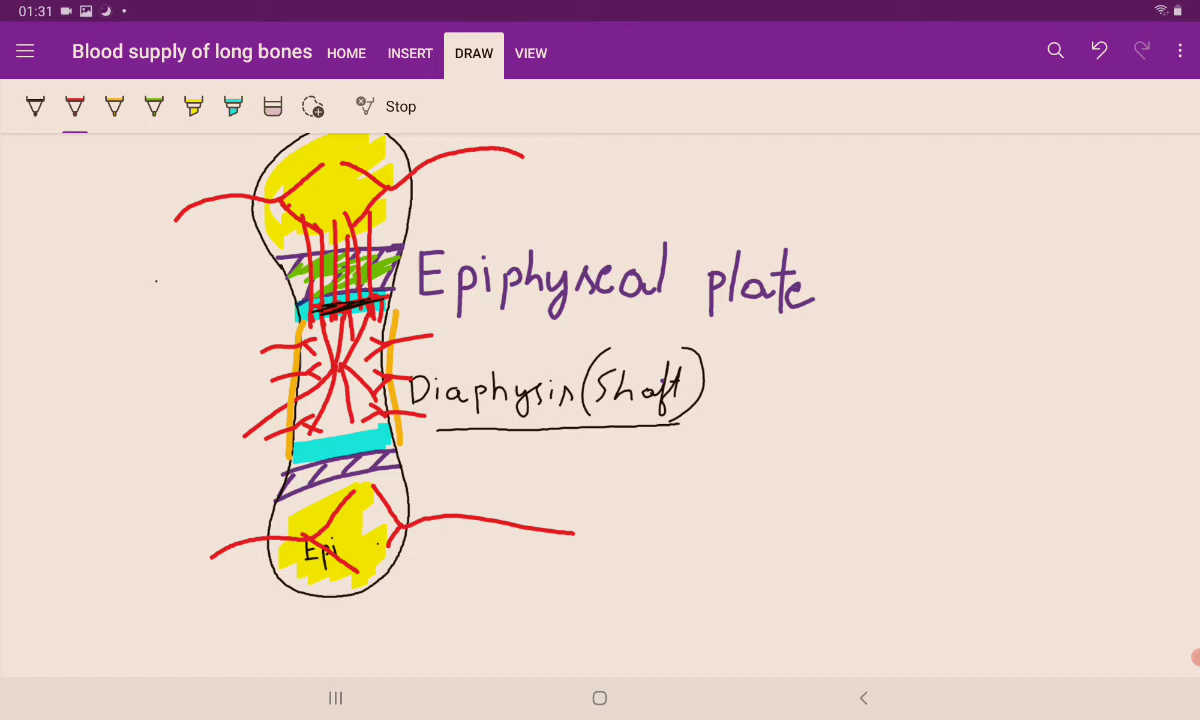 01:31
Blood supply of long bones HOME INSERT DRAW VIEW
Stop
Epiphyseal plate
Diaphysis (Shaft)
Epi